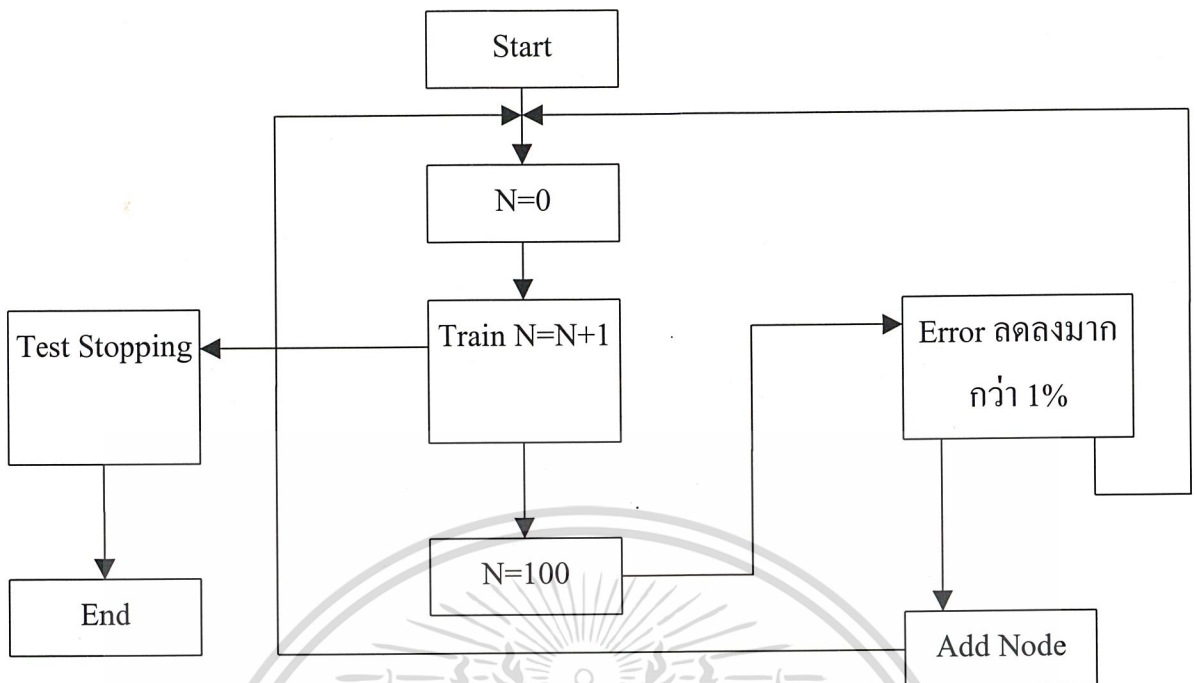 Start
N=0
Train N=N+1
Test Stopping
Error ลดลงมาก
กว่า 1%
N=100
End
Add Node